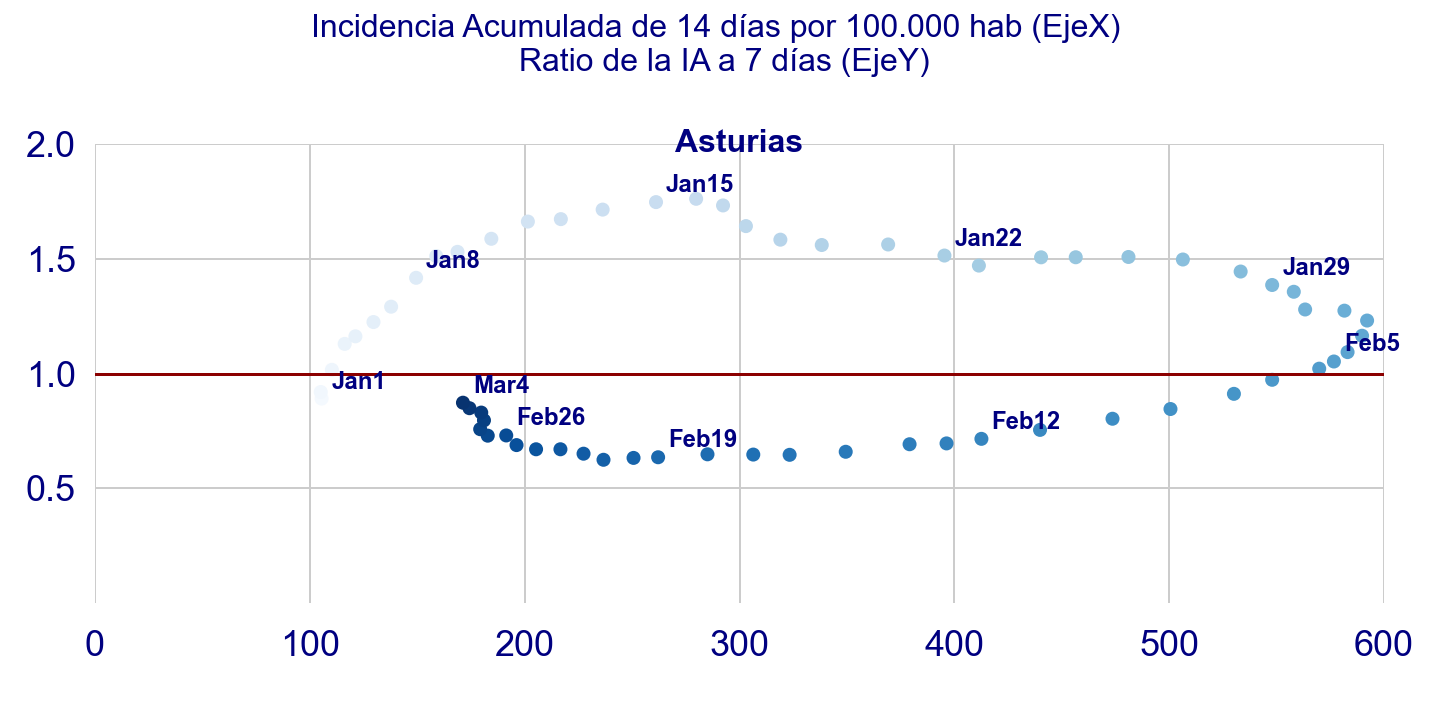 Incidencia Acumulada de 14 días por 100.000 hab (EjeX)
Ratio de la IA a 7 días (EjeY)
Asturias
2.0
Jan15
Jan22
1.5
Jan8
Jan29
Feb5
1.0
Jan1
Mar4
Feb26
Feb12
Feb19
0.5
0 100 200 300 400 500 600